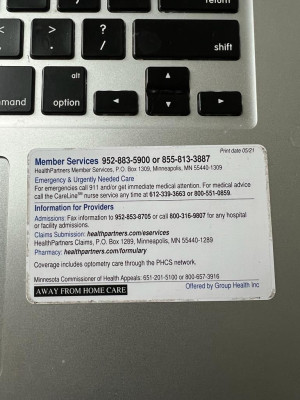 return
:
;
"
'
>
.
?
/
shift
alt
command
option
Print date 05/21
Member Services 952-883-5900 or 855-813-3887
HealthPartners Member Services, P.O. Box 1309, Minneapolis, MN 55440-1309
Emergency & Urgently Needed Care
For emergencies call 911 and/or get immediate medical attention. For medical advice
call the CareLine℠ nurse service any time at 612-339-3663 or 800-551-0859.
Information for Providers
Admissions: Fax information to 952-853-8705 or call 800-316-9807 for any hospital
or facility admissions.
Claims Submission: healthpartners.com/eservices
HealthPartners Claims, P.O. Box 1289, Minneapolis, MN 55440-1289
Pharmacy: healthpartners.com/formulary
Coverage includes optometry care through the PHCS network.
Minnesota Commissioner of Health Appeals: 651-201-5100 or 800-657-3916
AWAY FROM HOME CARE
Offered by Group Health Inc